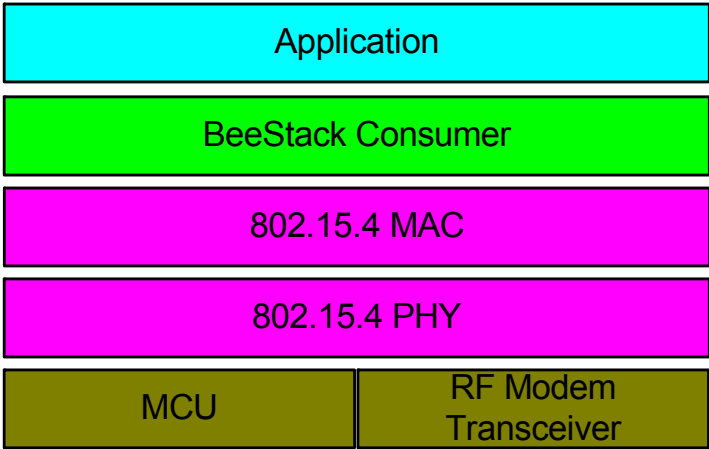 Application
BeeStack Consumer
802.15.4 MAC
802.15.4 PHY
MCU
RF Modem
Transceiver